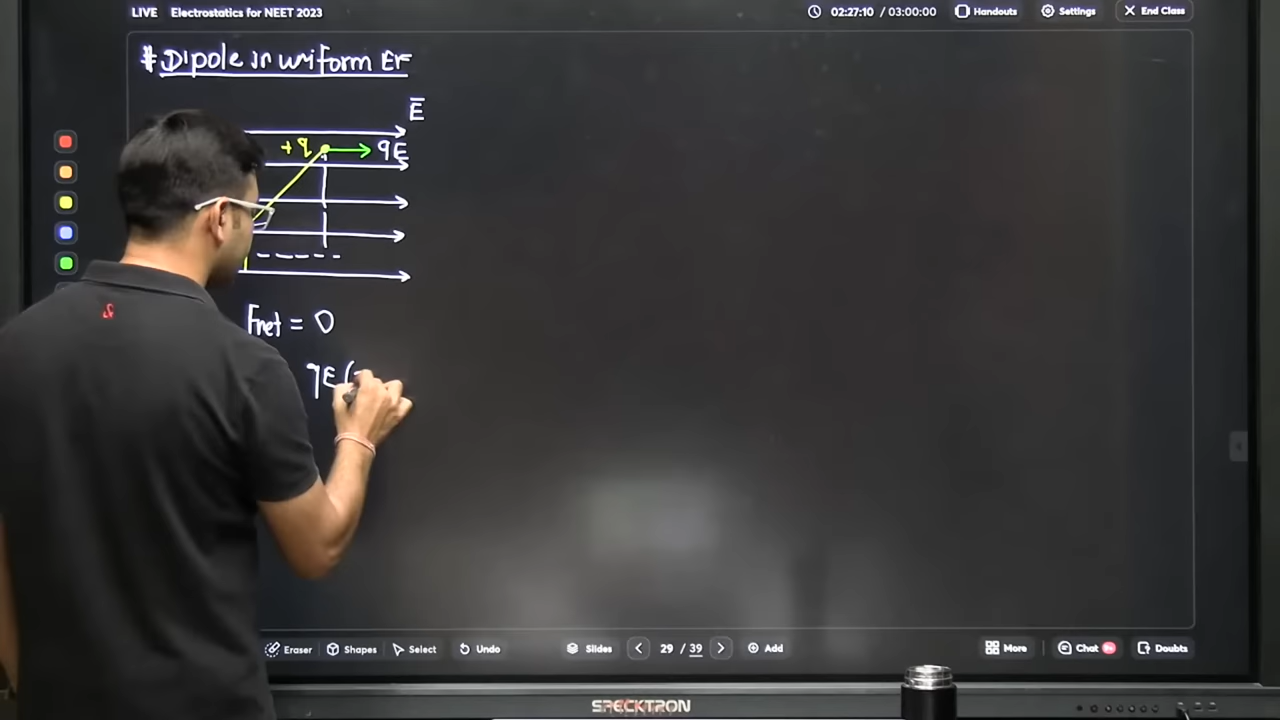 LIVE Electrostatics for NEET 2023 02:27:10 / 03:00:00 Handouts Settings End Class
# Dipole in uniform EF
E̅
+q qE
Fnet = 0
qE (
Eraser Shapes Select Undo Slides 29 / 39 Add More Chat Doubts
SPECKTRON